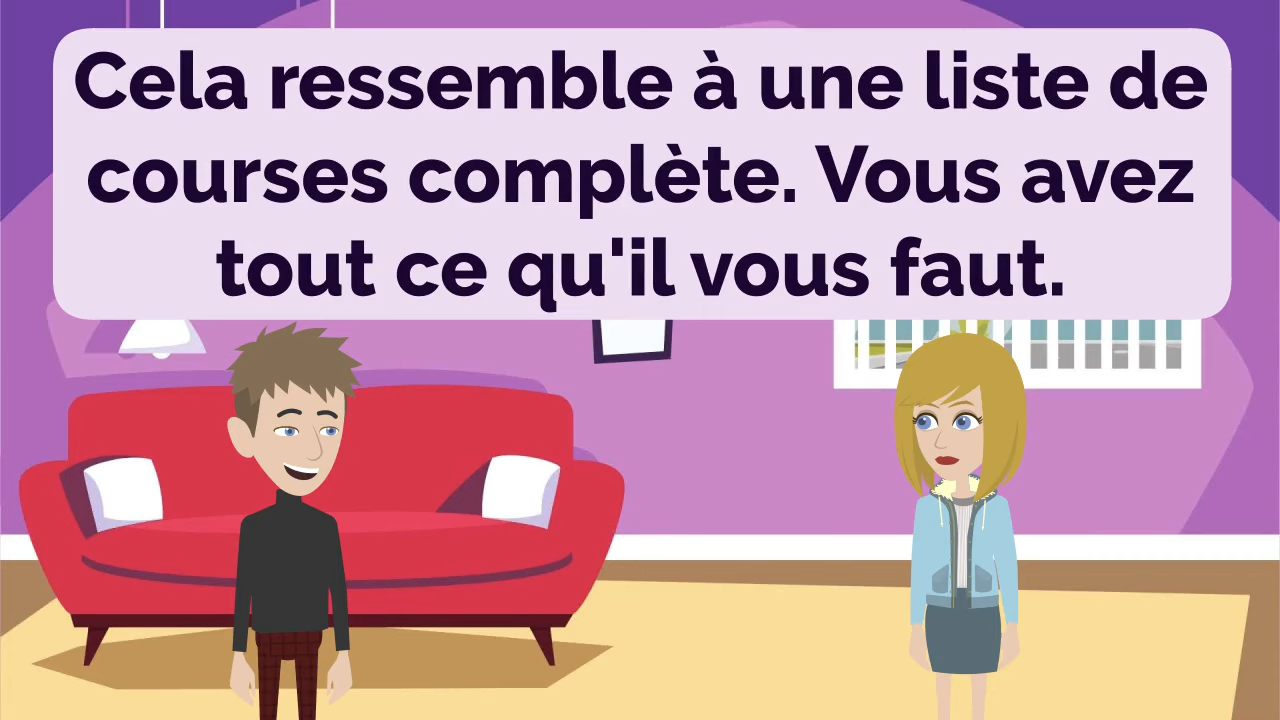 Cela ressemble à une liste de
courses complète. Vous avez
tout ce qu'il vous faut.